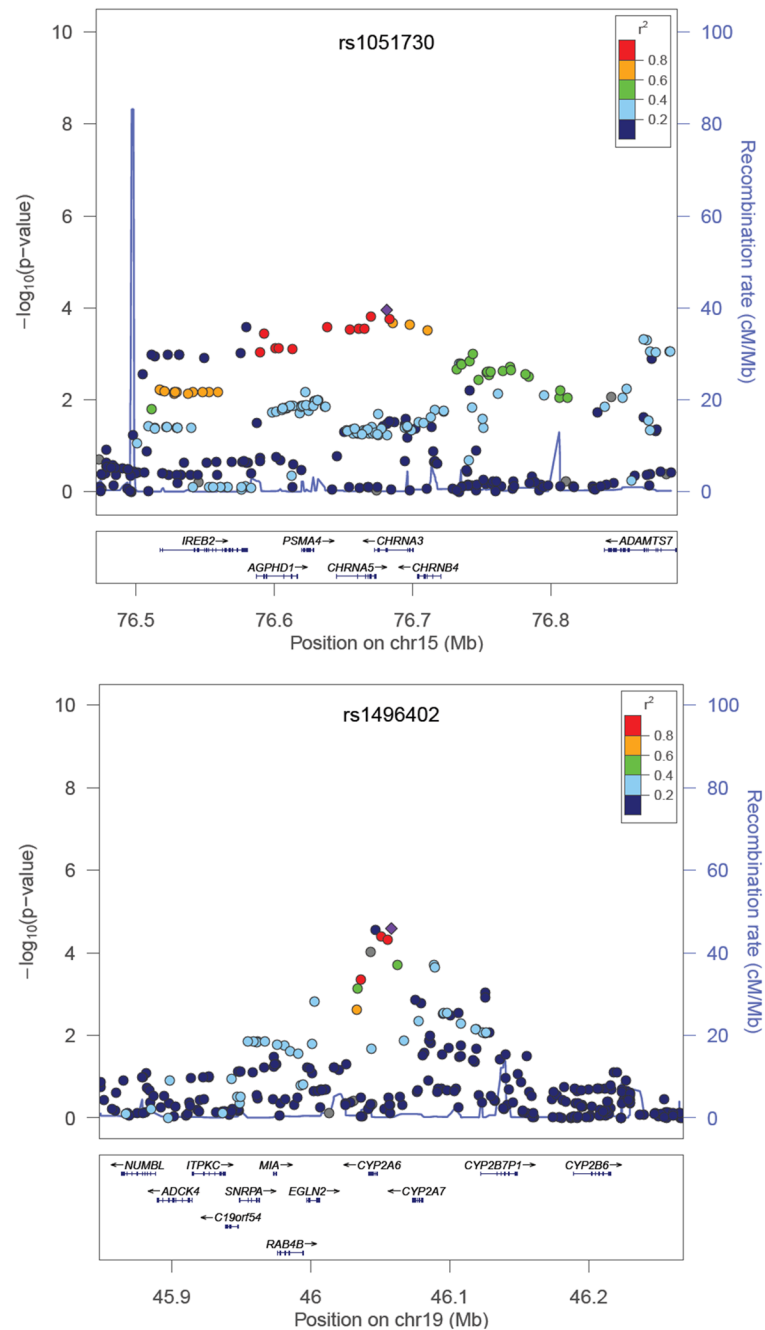 rs1051730
r2
0.8
0.6
0.4
0.2
10
8
6
4
2
0
−log10(p−value)
100
80
60
40
20
0
Recombination rate (cM/Mb)
IREB2→
PSMA4→
←CHRNA3
←ADAMTS7
AGPHD1→
CHRNA5→
←CHRNB4
76.5 76.6 76.7 76.8
Position on chr15 (Mb)
rs1496402
r2
0.8
0.6
0.4
0.2
10
8
6
4
2
0
−log10(p−value)
100
80
60
40
20
0
Recombination rate (cM/Mb)
←NUMBL
ITPKC→
MIA→
←CYP2A6
CYP2B7P1→
CYP2B6→
←ADCK4
SNRPA→
EGLN2→
←CYP2A7
←C19orf54
RAB4B→
45.9 46 46.1 46.2
Position on chr19 (Mb)